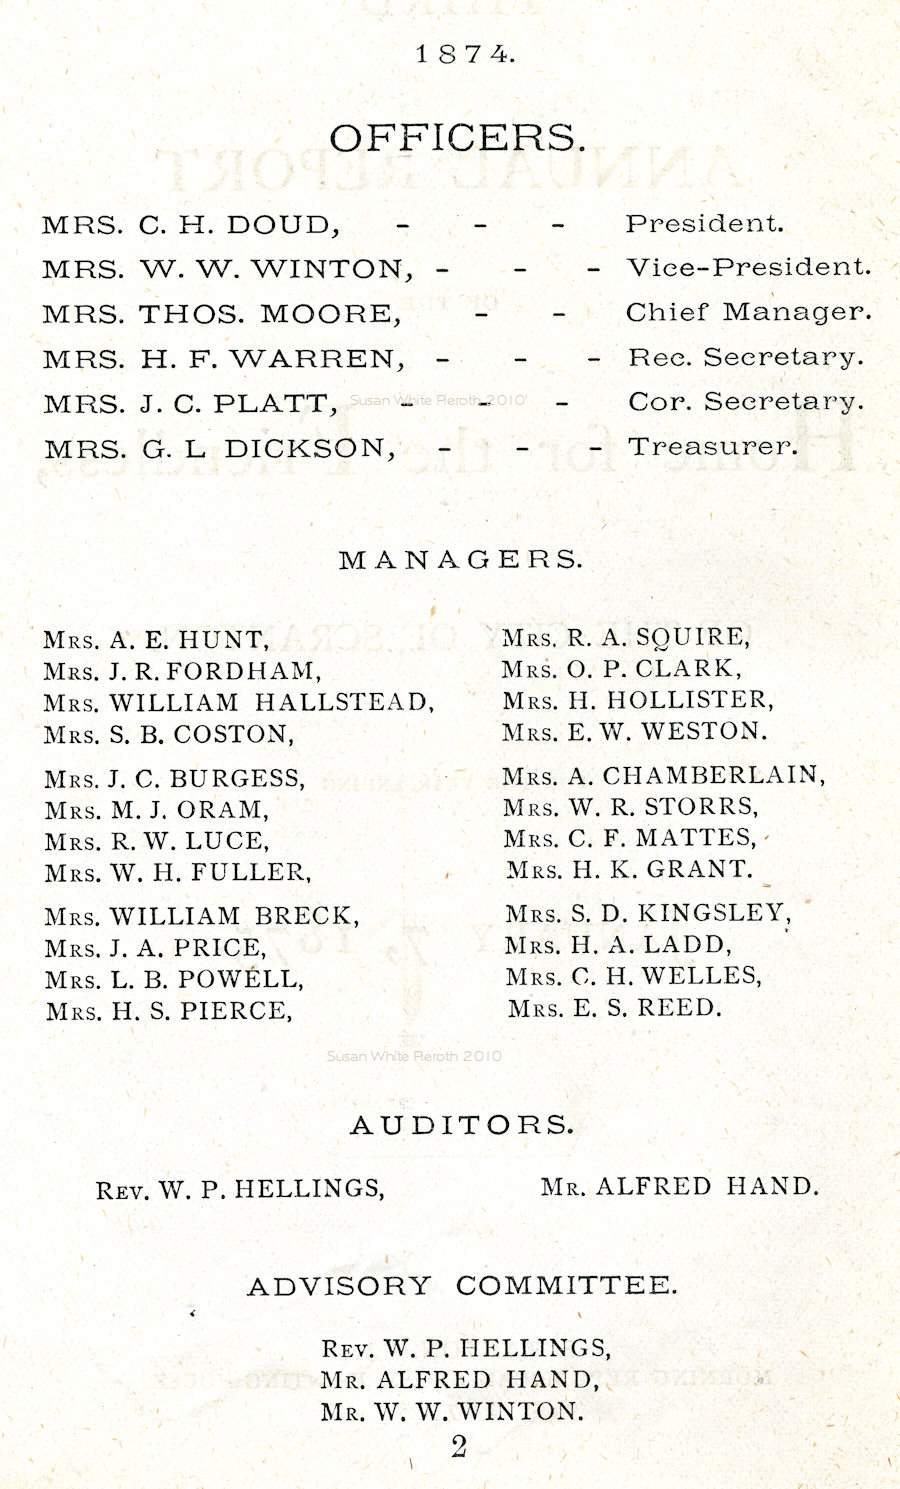 1874.
OFFICERS.
MRS. C. H. DOUD, - - - President.
MRS. W. W. WINTON, - - - Vice-President.
MRS. THOS. MOORE, - - Chief Manager.
MRS. H. F. WARREN, - - - Rec. Secretary.
MRS. J. C. PLATT, - - - Cor. Secretary.
Susan White Pieroth 2010
MRS. G. L DICKSON, - - - Treasurer.
MANAGERS.
MRS. A. E. HUNT,
MRS. J. R. FORDHAM,
MRS. WILLIAM HALLSTEAD,
MRS. S. B. COSTON,
MRS. J. C. BURGESS,
MRS. M. J. ORAM,
MRS. R. W. LUCE,
MRS. W. H. FULLER,
MRS. WILLIAM BRECK,
MRS. J. A. PRICE,
MRS. L. B. POWELL,
MRS. H. S. PIERCE,
MRS. R. A. SQUIRE,
MRS. O. P. CLARK,
MRS. H. HOLLISTER,
MRS. E. W. WESTON.
MRS. A. CHAMBERLAIN,
MRS. W. R. STORRS,
MRS. C. F. MATTES,
MRS. H. K. GRANT.
MRS. S. D. KINGSLEY,
MRS. H. A. LADD,
MRS. C. H. WELLES,
MRS. E. S. REED.
Susan White Pieroth 2010
AUDITORS.
REV. W. P. HELLINGS, MR. ALFRED HAND.
ADVISORY COMMITTEE.
REV. W. P. HELLINGS,
MR. ALFRED HAND,
MR. W. W. WINTON.
2